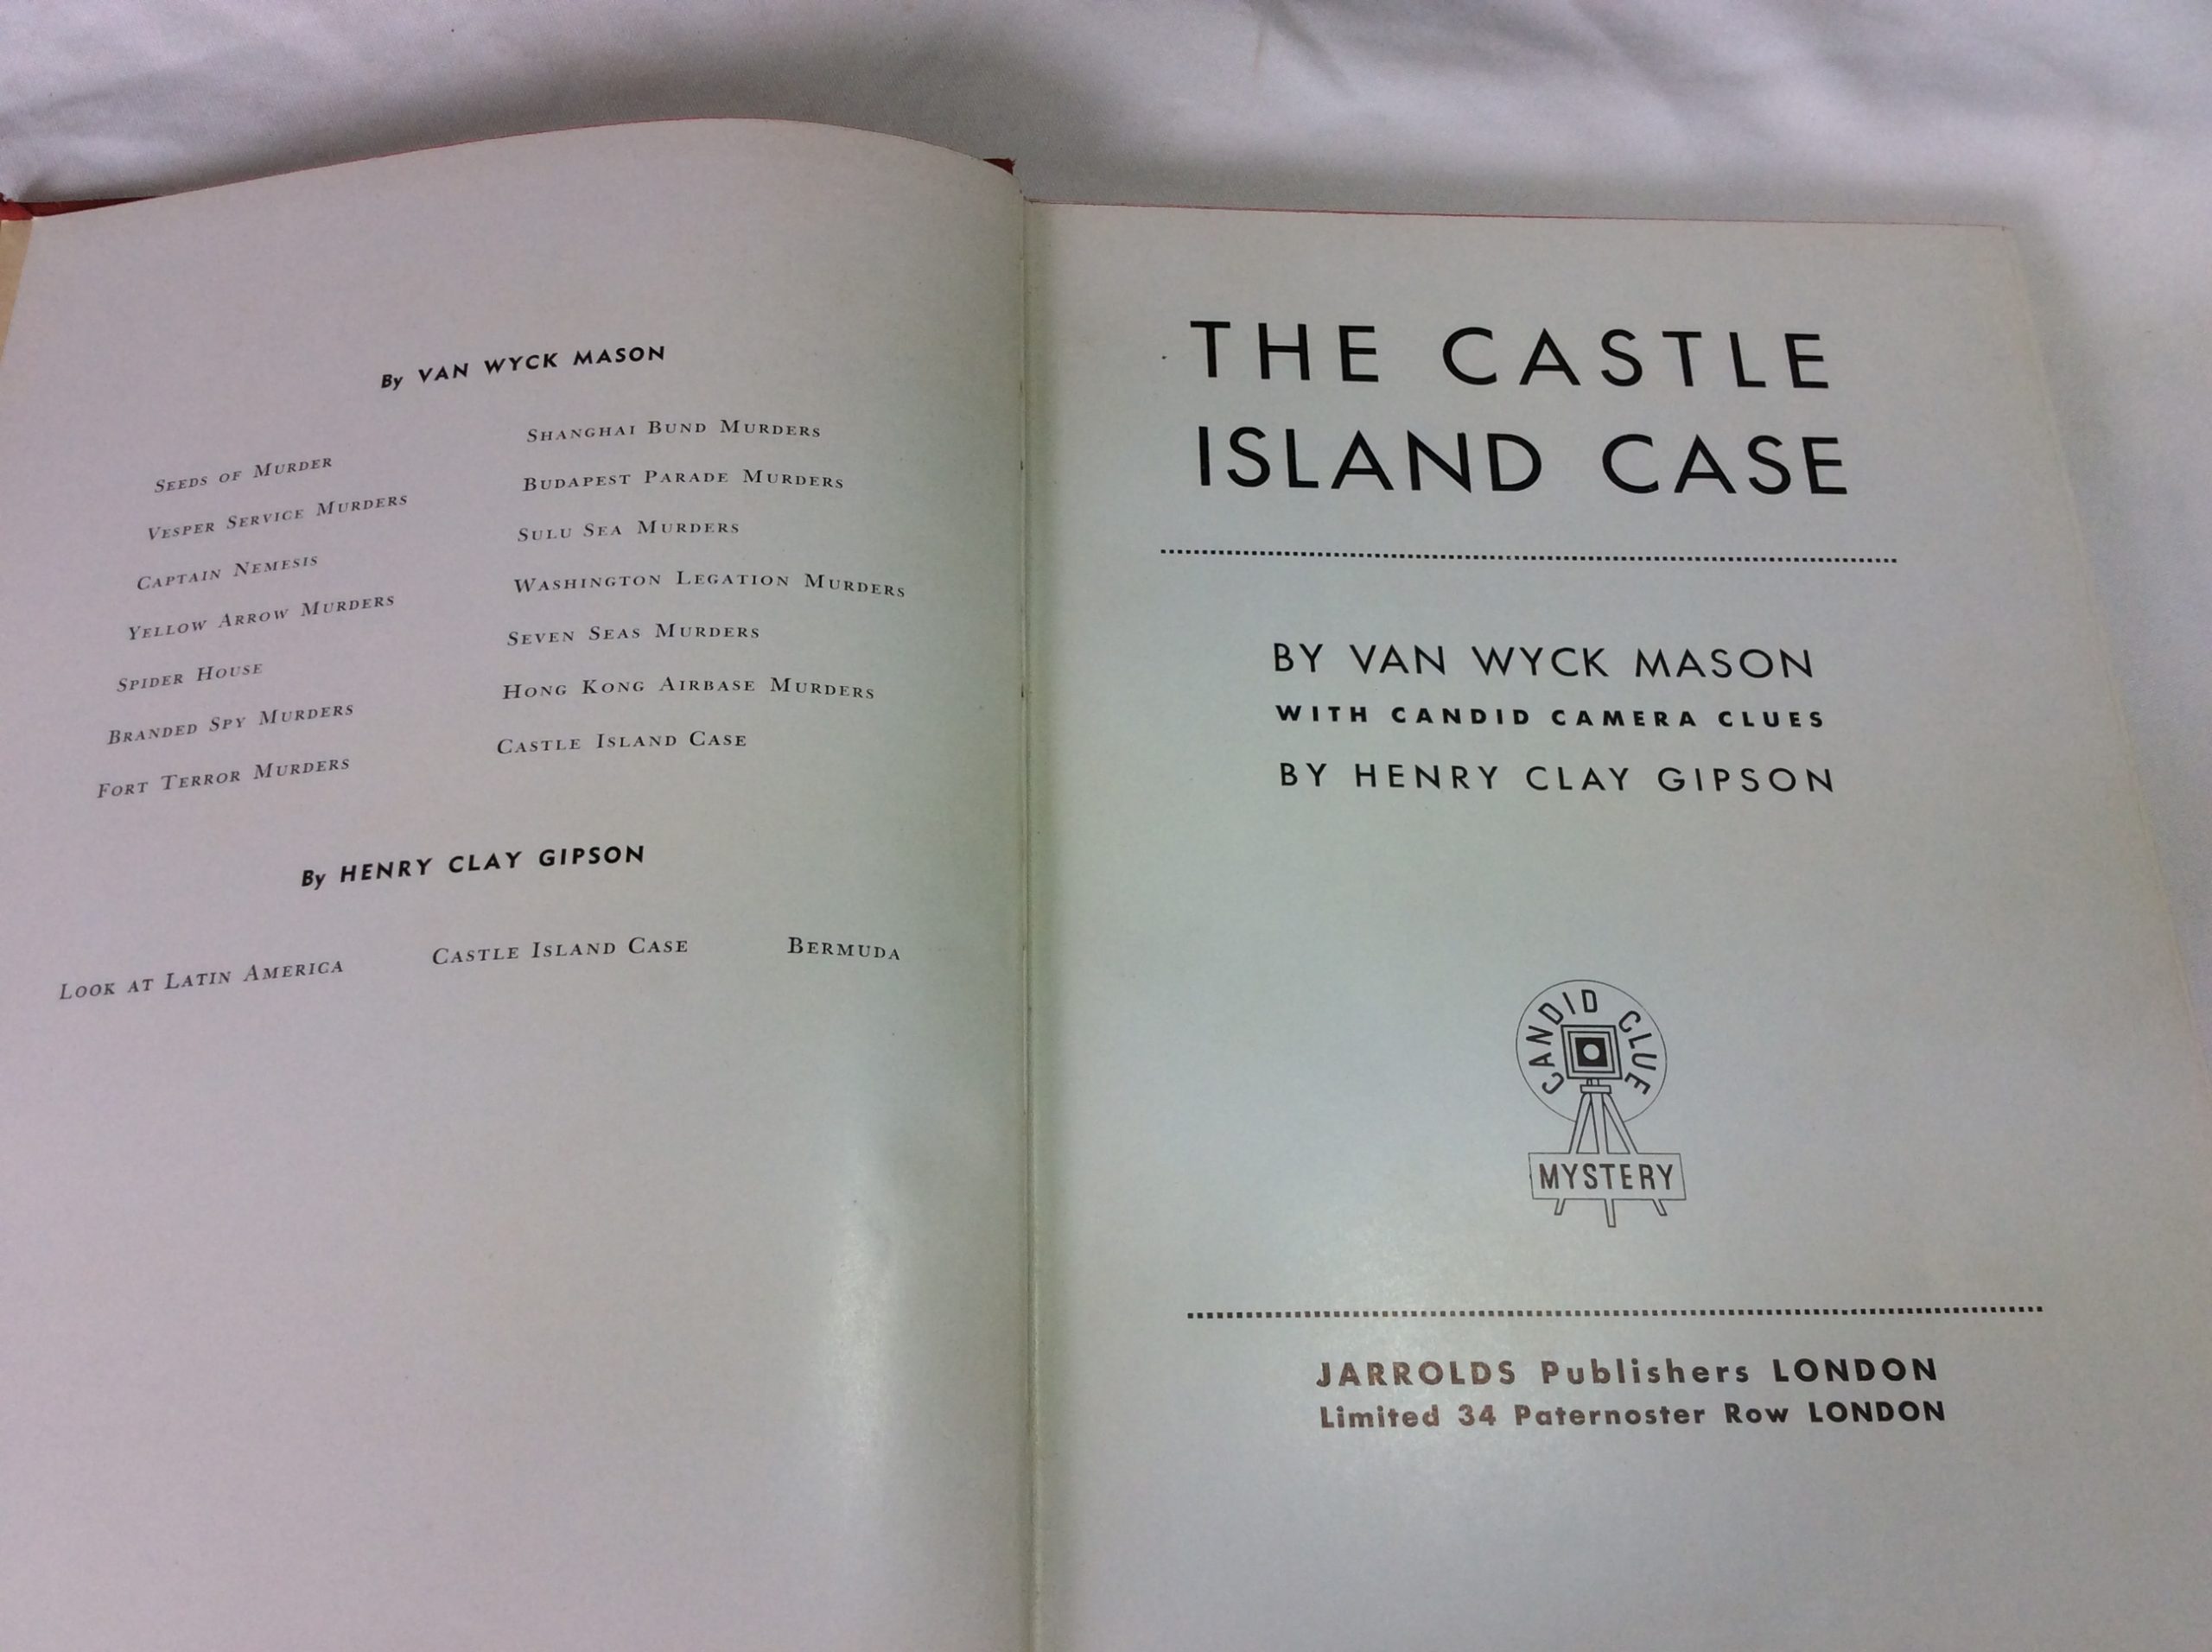 By VAN WYCK MASON
SEEDS OF MURDER
VESPER SERVICE MURDERS
CAPTAIN NEMESIS
YELLOW ARROW MURDERS
SPIDER HOUSE
BRANDED SPY MURDERS
FORT TERROR MURDERS
SHANGHAI BUND MURDERS
BUDAPEST PARADE MURDERS
SULU SEA MURDERS
WASHINGTON LEGATION MURDERS
SEVEN SEAS MURDERS
HONG KONG AIRBASE MURDERS
CASTLE ISLAND CASE
By HENRY CLAY GIPSON
LOOK AT LATIN AMERICA CASTLE ISLAND CASE BERMUDA
THE CASTLE
ISLAND CASE
BY VAN WYCK MASON
WITH CANDID CAMERA CLUES
BY HENRY CLAY GIPSON
CANDID CLUE
MYSTERY
JARROLDS Publishers LONDON
Limited 34 Paternoster Row LONDON